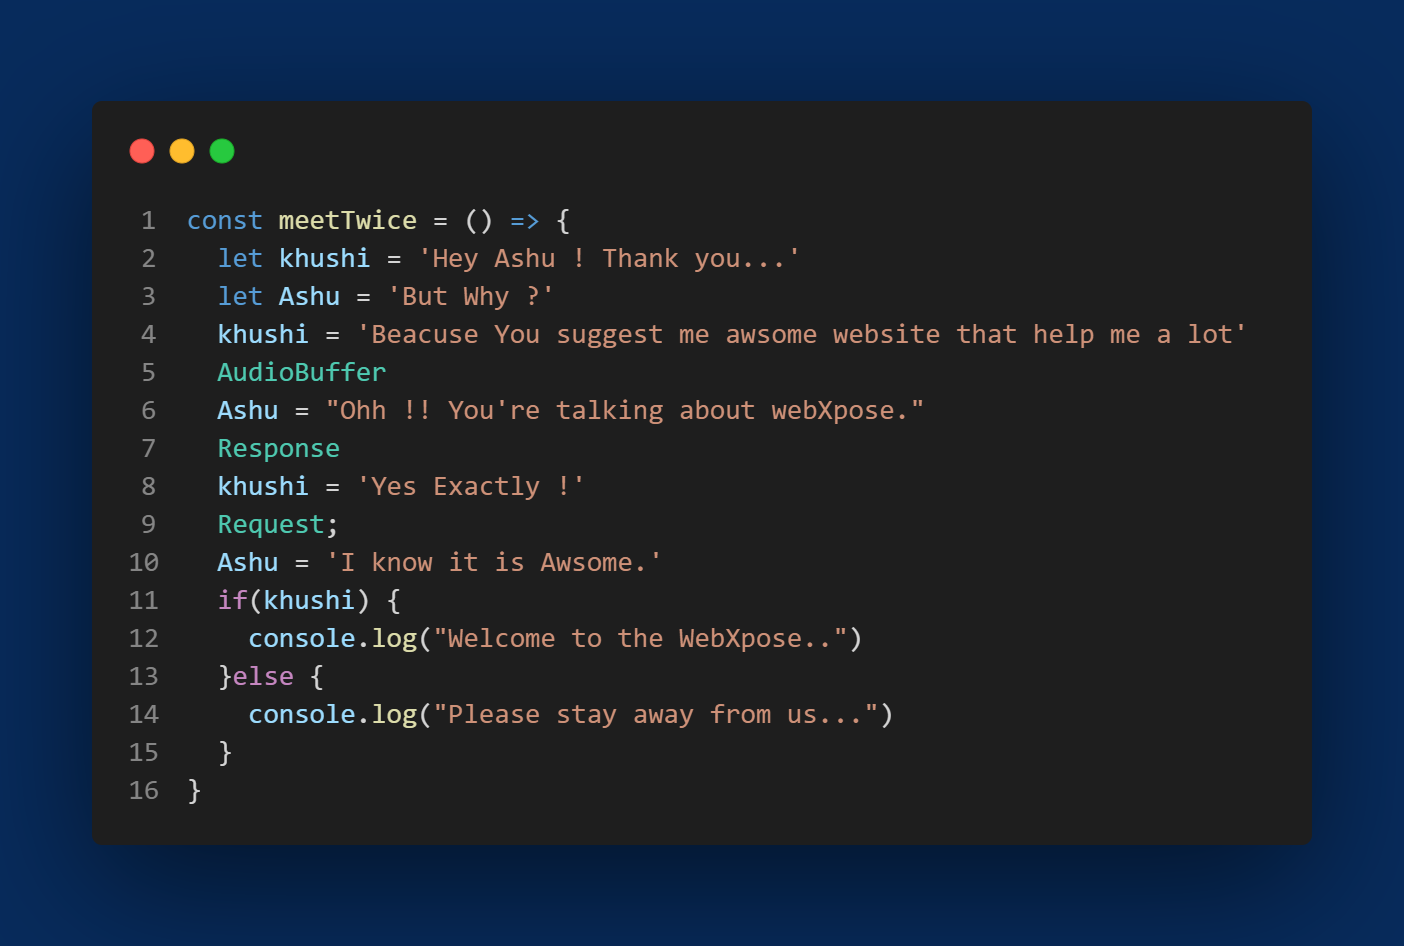 1 const meetTwice = () => {
2   let khushi = 'Hey Ashu ! Thank you...'
3   let Ashu = 'But Why ?'
4   khushi = 'Beacuse You suggest me awsome website that help me a lot'
5   AudioBuffer
6   Ashu = "Ohh !! You're talking about webXpose."
7   Response
8   khushi = 'Yes Exactly !'
9   Request;
10   Ashu = 'I know it is Awsome.'
11   if(khushi) {
12     console.log("Welcome to the WebXpose..")
13   }else {
14     console.log("Please stay away from us...")
15   }
16 }